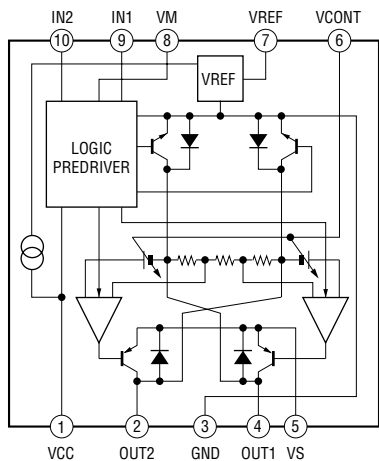 IN2 IN1 VM VREF VCONT
10 9 8 7 6
VREF
LOGIC
PREDRIVER
1 2 3 4 5
VCC OUT2 GND OUT1 VS